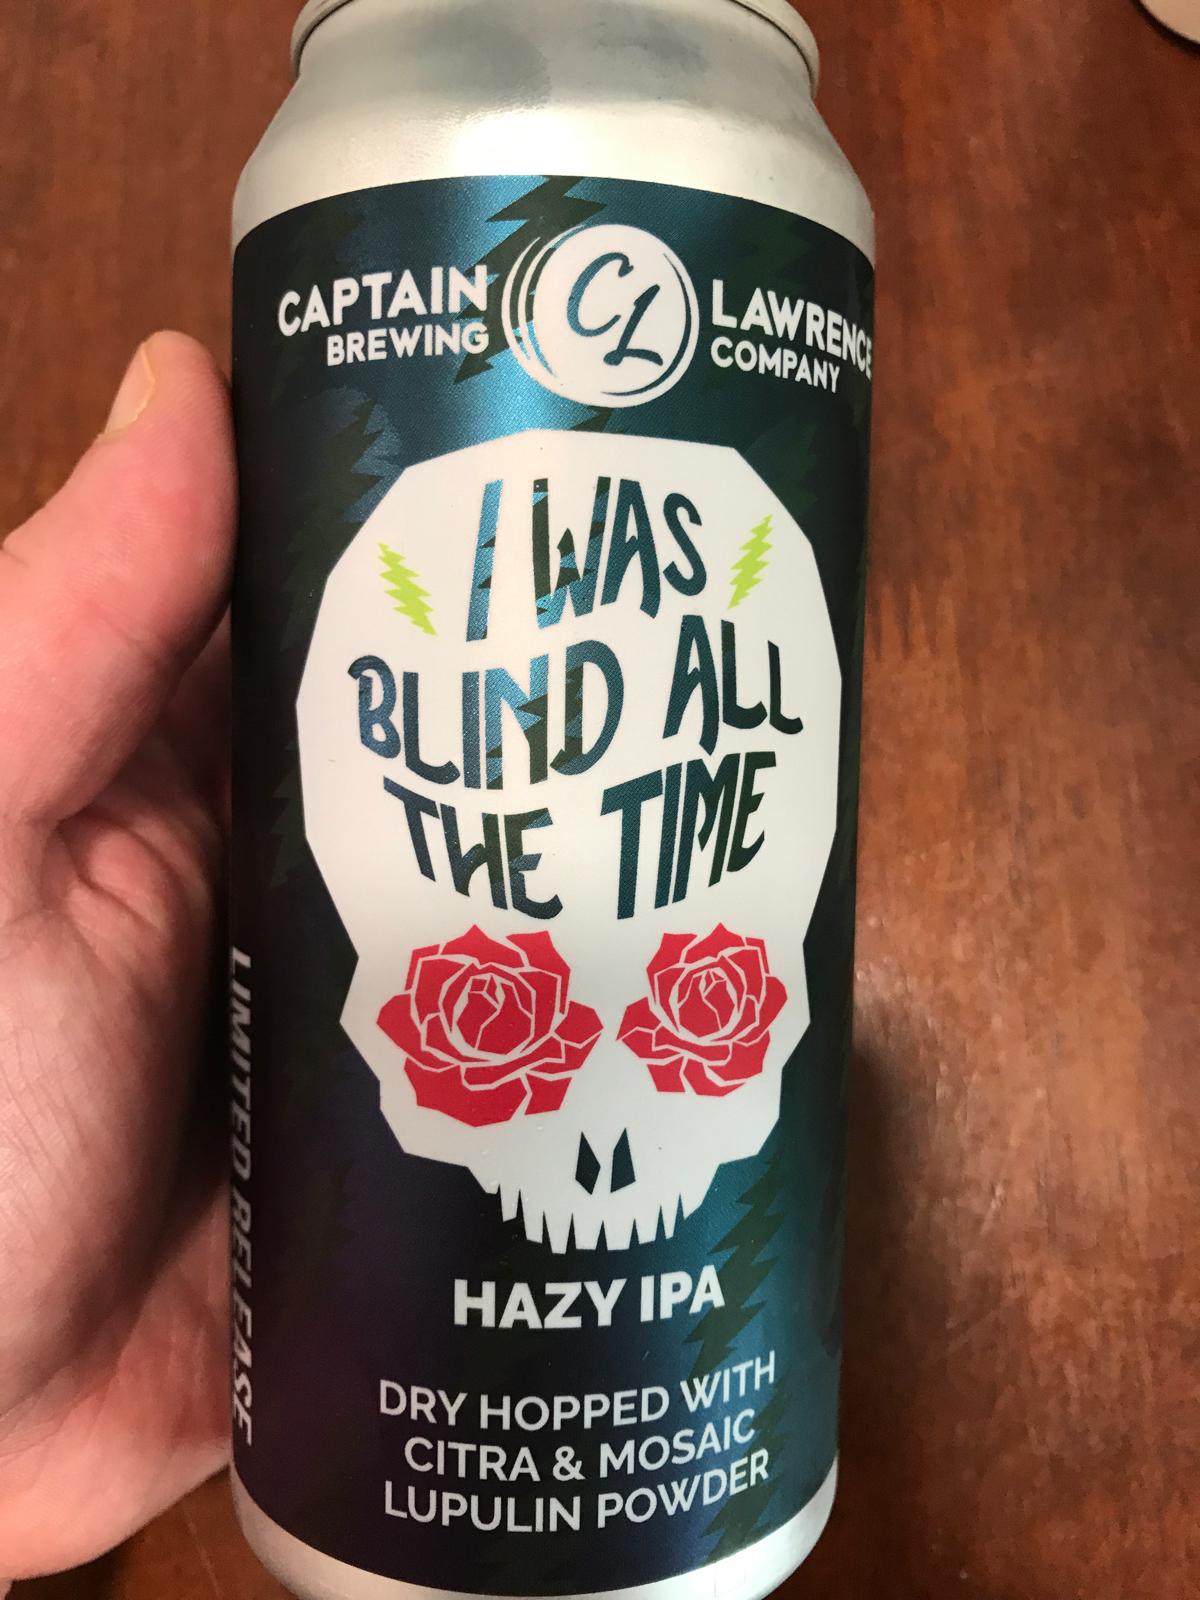 CAPTAIN LAWRENCE
BREWING COMPANY
CL
I WAS
BLIND ALL
THE TIME
HAZY IPA
DRY HOPPED WITH
CITRA & MOSAIC
LUPULIN POWDER
LIMITED RELEASE